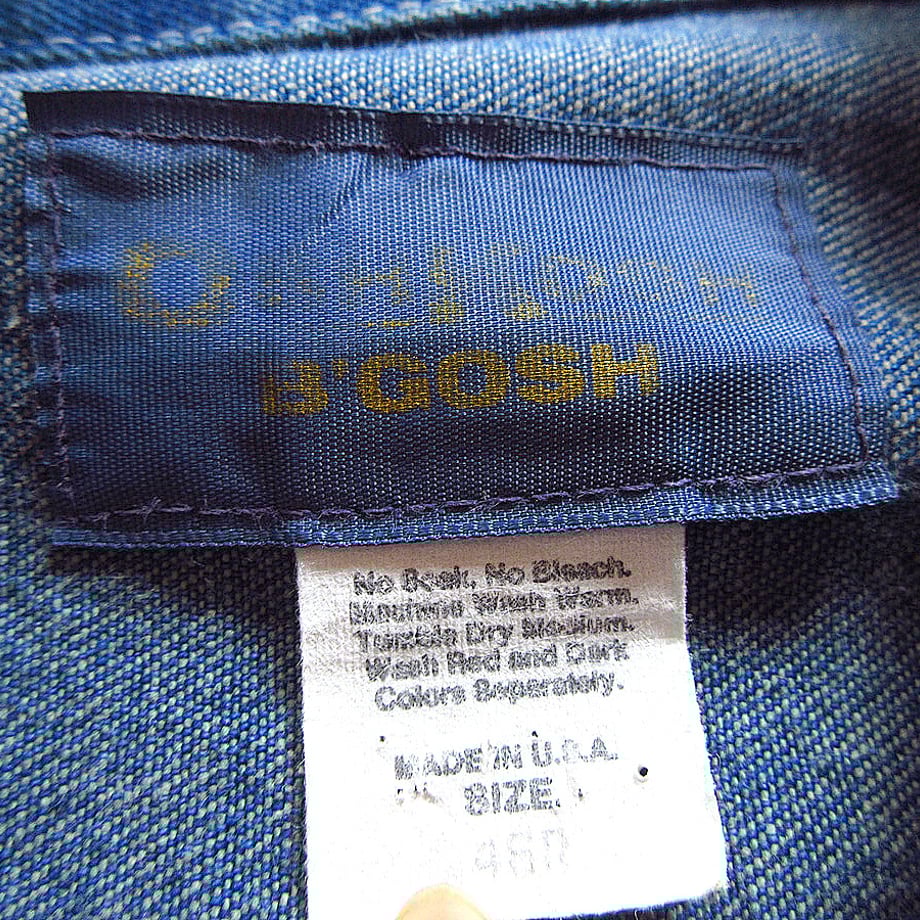 OSHKOSH
B'GOSH
No Soak. No Bleach.
Machine Wash Warm.
Tumble Dry Medium.
Wash Red and Dark
Colors Separately.
MADE IN U.S.A.
SIZE.